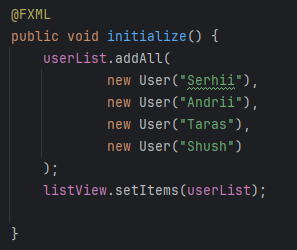 @FXML
public void initialize() {
    userList.addAll(
            new User("Serhii"),
            new User("Andrii"),
            new User("Taras"),
            new User("Shush")
    );
    listView.setItems(userList);
}